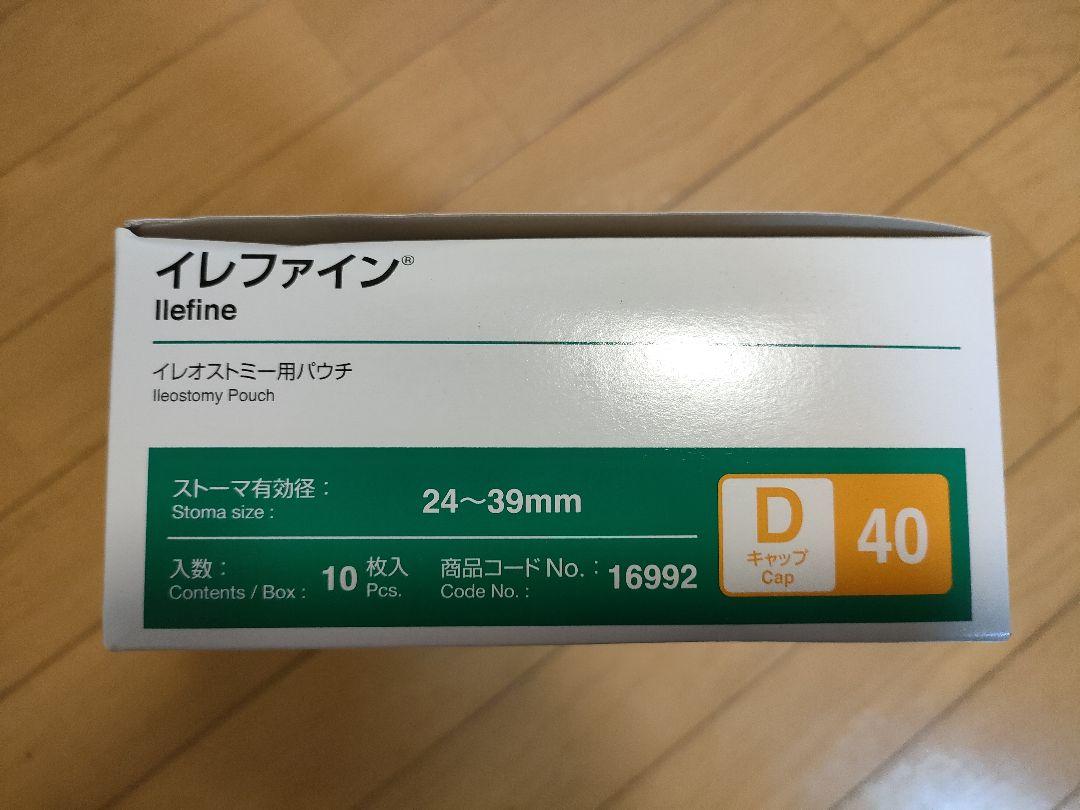 イレファイン®
Ilefine
イレオストミー用パウチ
Ileostomy Pouch
ストーマ有効径：
Stoma size :
24～39mm
入数：
Contents / Box :
10
枚入
Pcs.
商品コードNo.：
Code No. :
16992
D
キャップ
Cap
40